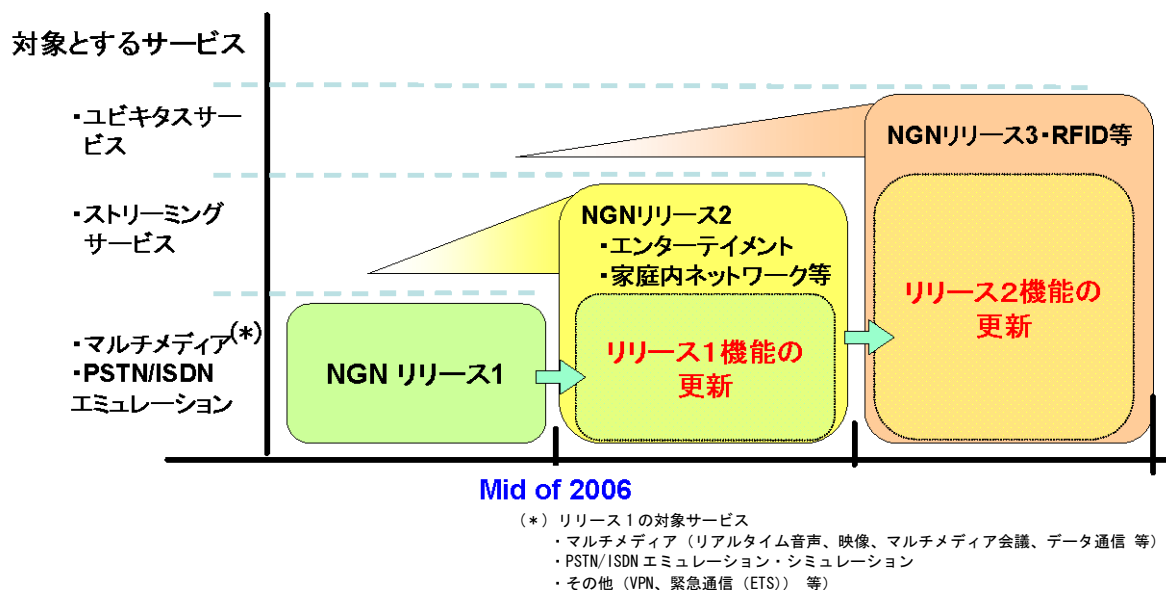 対象とするサービス
・ユビキタスサー
ビス
NGNリリース3・RFID等
・ストリーミング
サービス
NGNリリース2
・エンターテイメント
・家庭内ネットワーク等
リリース2機能の
更新
・マルチメディア(*)
・PSTN/ISDN
エミュレーション
NGN リリース1
リリース1機能の
更新
Mid of 2006
(*) リリース1の対象サービス
・マルチメディア(リアルタイム音声、映像、マルチメディア会議、データ通信 等)
・PSTN/ISDN エミュレーション・シミュレーション
・その他(VPN、緊急通信(ETS)) 等)